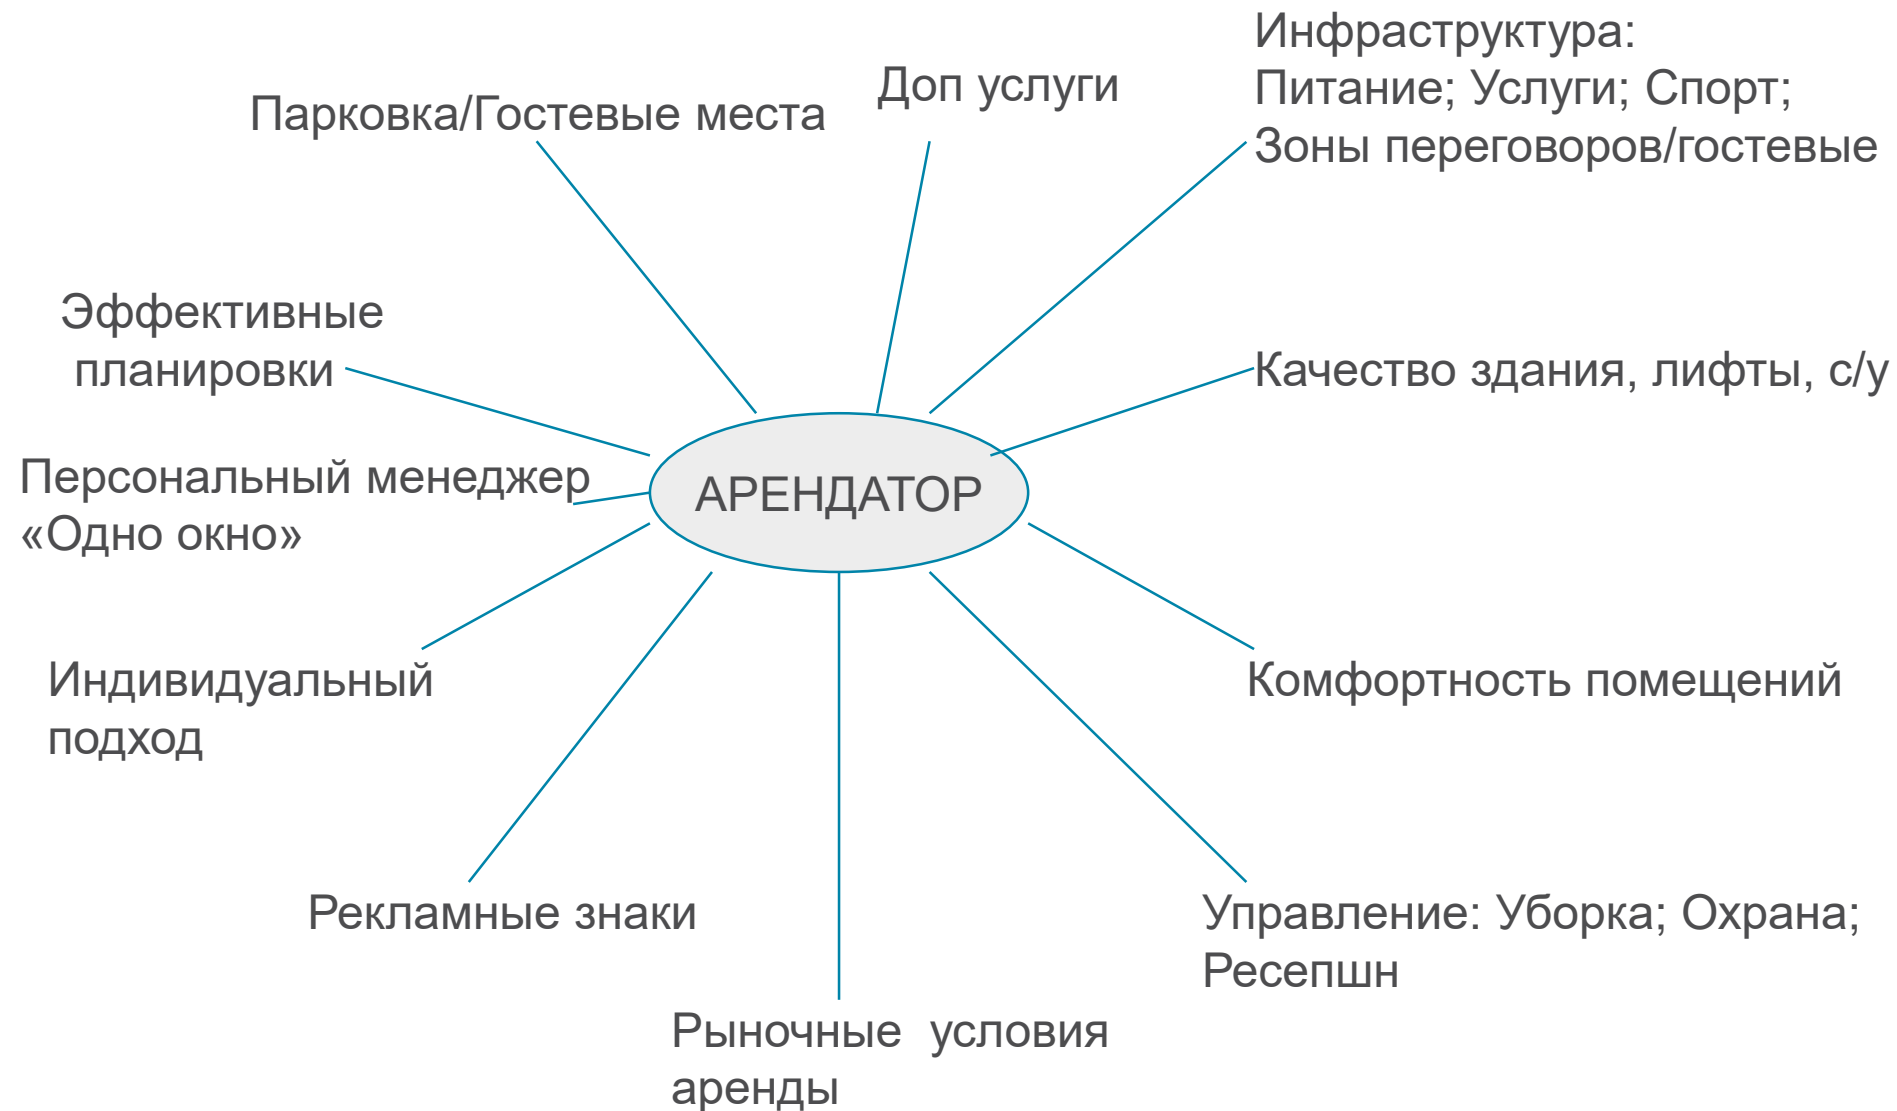 Инфраструктура:
Питание; Услуги; Спорт;
Зоны переговоров/гостевые
Доп услуги
Парковка/Гостевые места
Эффективные
планировки
Качество здания, лифты, с/у
Персональный менеджер
«Одно окно»
АРЕНДАТОР
Индивидуальный
подход
Комфортность помещений
Рекламные знаки
Управление: Уборка; Охрана;
Ресепшн
Рыночные условия
аренды